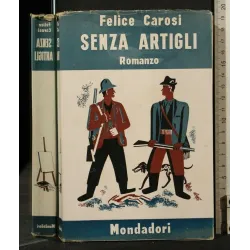 Felice Carosi
SENZA ARTIGLI
Romanzo
Mondadori